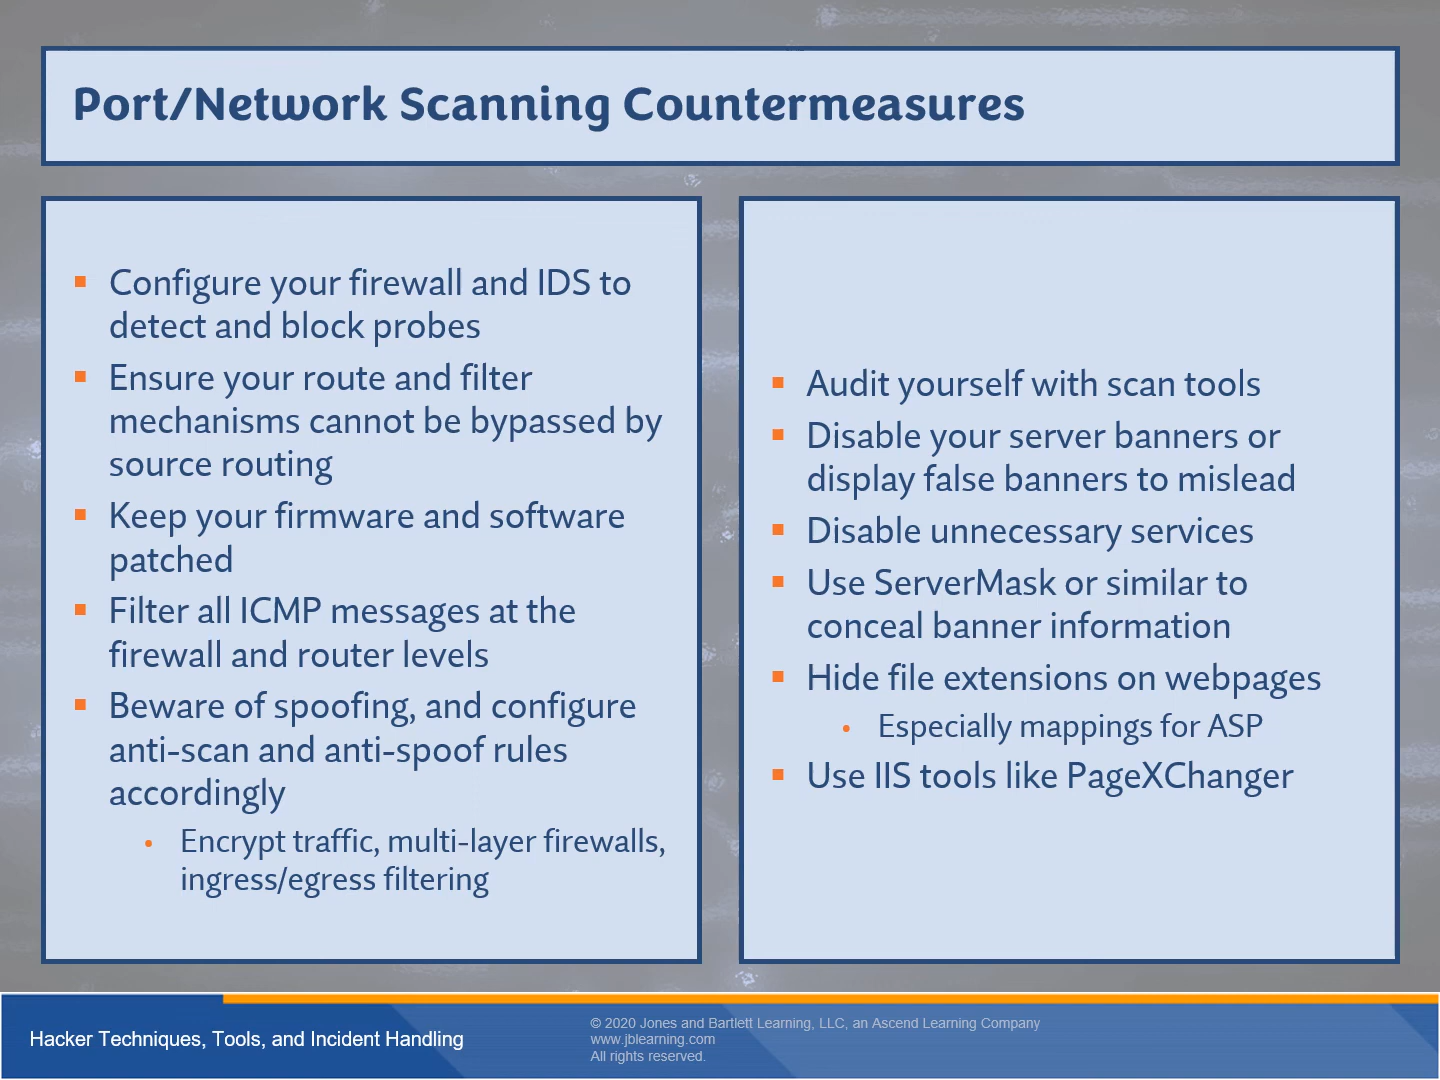 Port/Network Scanning Countermeasures
▪ Configure your firewall and IDS to
detect and block probes
▪ Ensure your route and filter
mechanisms cannot be bypassed by
source routing
▪ Keep your firmware and software
patched
▪ Filter all ICMP messages at the
firewall and router levels
▪ Beware of spoofing, and configure
anti-scan and anti-spoof rules
accordingly
• Encrypt traffic, multi-layer firewalls,
ingress/egress filtering
▪ Audit yourself with scan tools
▪ Disable your server banners or
display false banners to mislead
▪ Disable unnecessary services
▪ Use ServerMask or similar to
conceal banner information
▪ Hide file extensions on webpages
• Especially mappings for ASP
▪ Use IIS tools like PageXChanger
Hacker Techniques, Tools, and Incident Handling
© 2020 Jones and Bartlett Learning, LLC, an Ascend Learning Company
www.jblearning.com
All rights reserved.